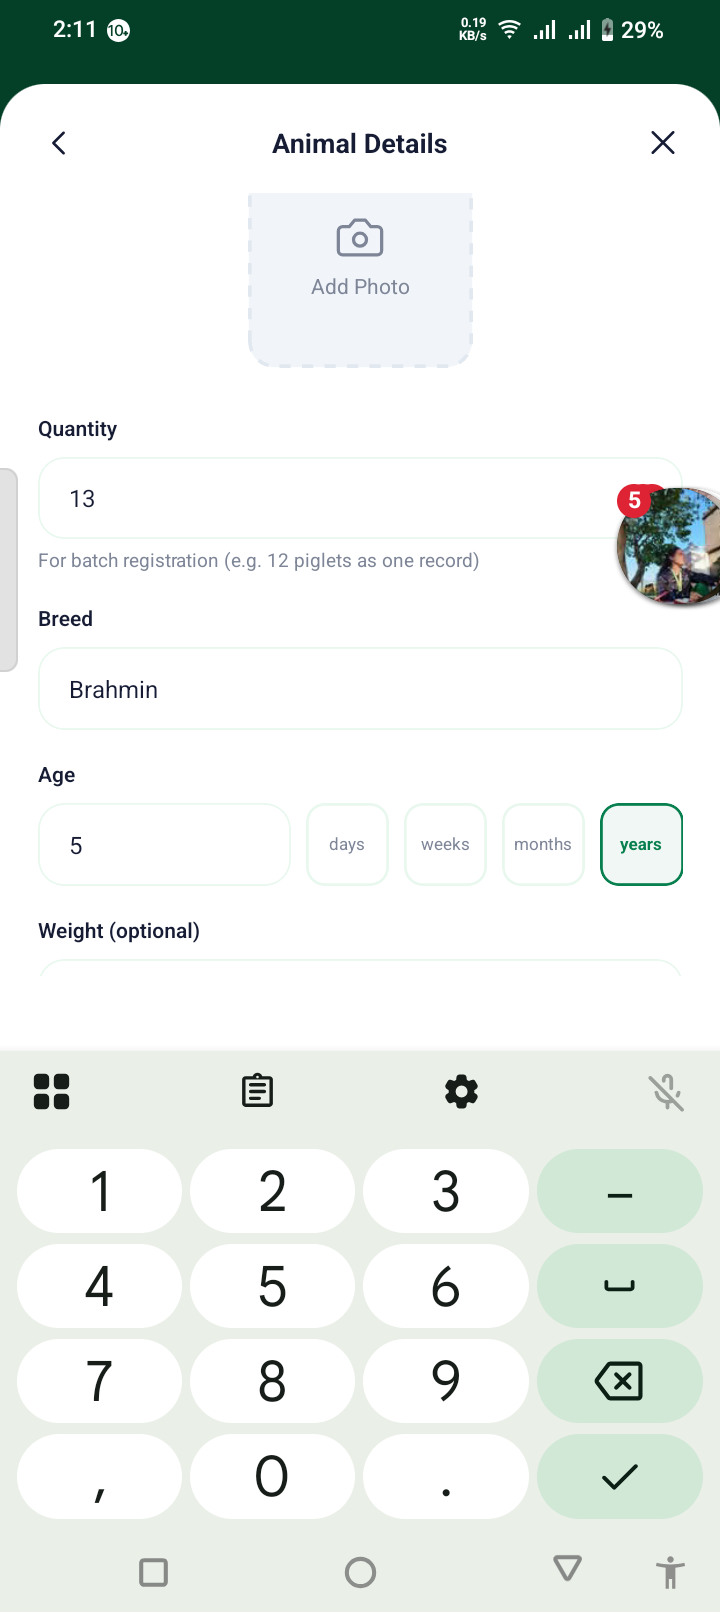 2:11 10+ 0.19 KB/s 29%
Animal Details
Add Photo
Quantity
13
5
For batch registration (e.g. 12 piglets as one record)
Breed
Brahmin
Age
5 days weeks months years
Weight (optional)
1 2 3 –
4 5 6
7 8 9
, 0 .